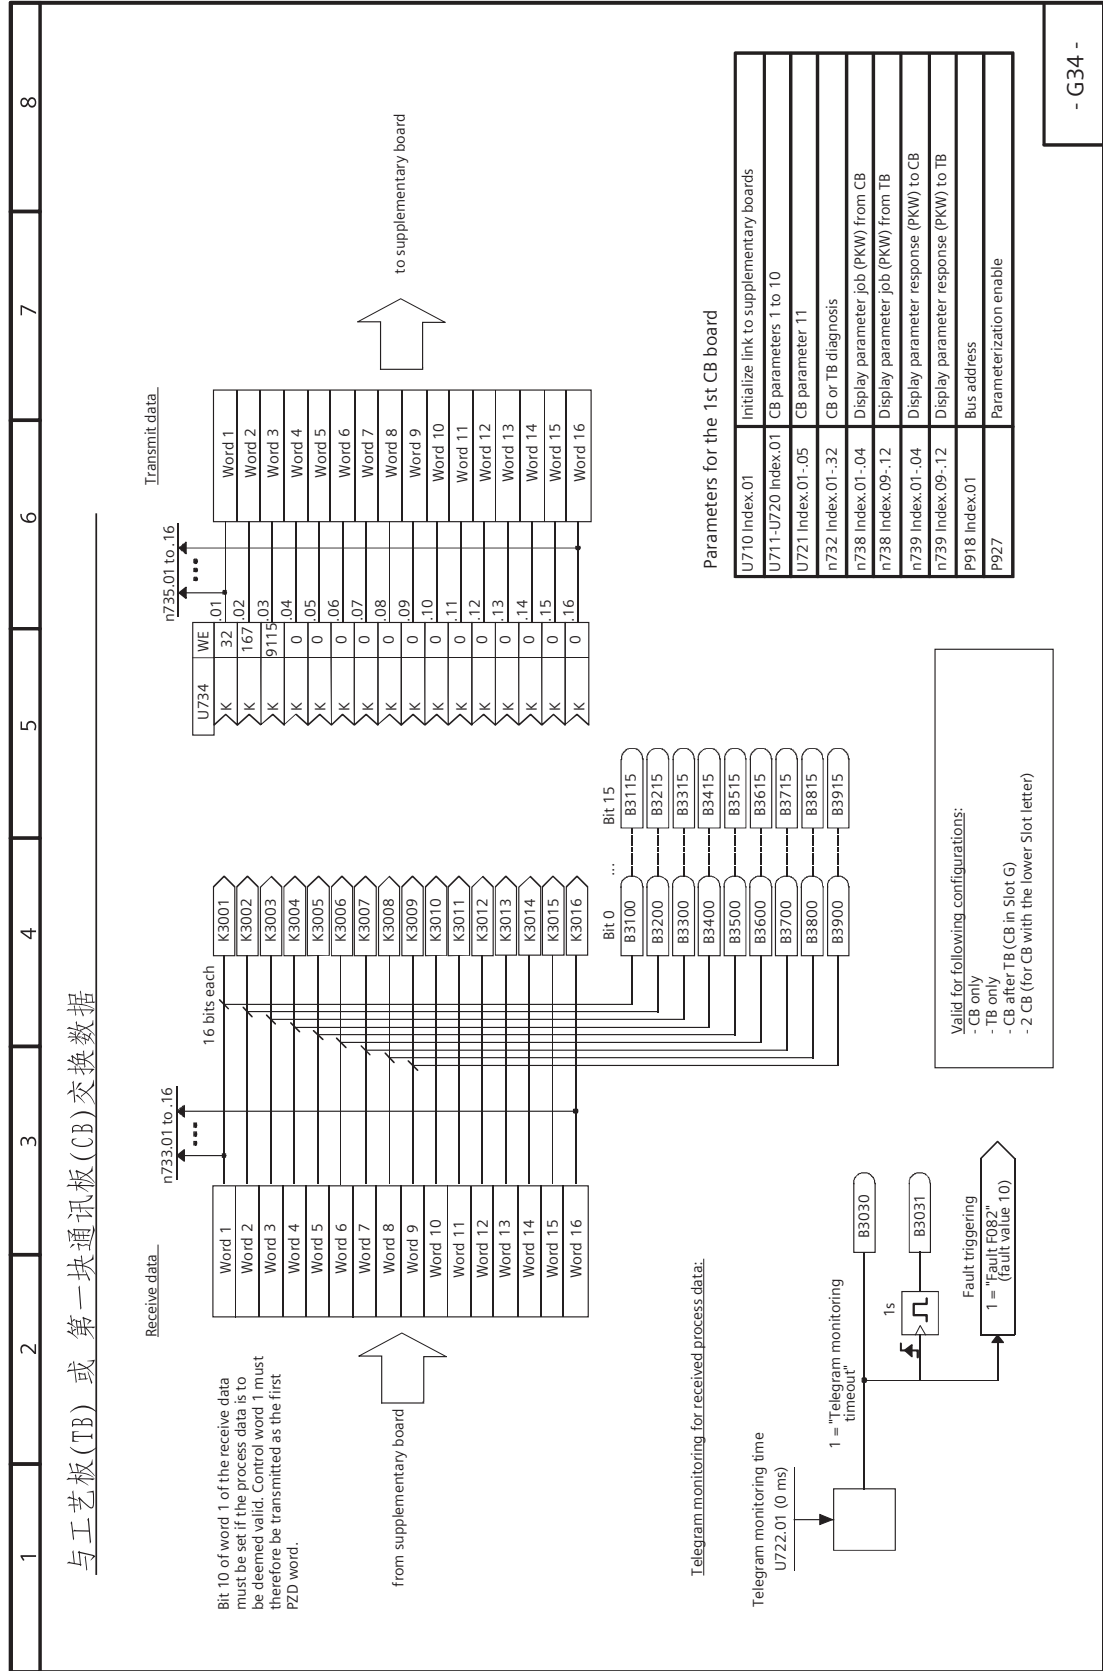 1 2 3 4 5 6 7 8
与工艺板(TB) 或 第一块通讯板(CB)交换数据
Receive data
n733.01 to .16
n735.01 to .16
Transmit data
Bit 10 of word 1 of the receive data
must be set if the process data is to
be deemed valid. Control word 1 must
therefore be transmitted as the first
PZD word.
from supplementary board
to supplementary board
16 bits each
U734 WE
Word 1 K3001 K 32 .01 Word 1
Word 2 K3002 K 167 .02 Word 2
Word 3 K3003 K 9115 .03 Word 3
Word 4 K3004 K 0 .04 Word 4
Word 5 K3005 K 0 .05 Word 5
Word 6 K3006 K 0 .06 Word 6
Word 7 K3007 K 0 .07 Word 7
Word 8 K3008 K 0 .08 Word 8
Word 9 K3009 K 0 .09 Word 9
Word 10 K3010 K 0 .10 Word 10
Word 11 K3011 K 0 .11 Word 11
Word 12 K3012 K 0 .12 Word 12
Word 13 K3013 K 0 .13 Word 13
Word 14 K3014 K 0 .14 Word 14
Word 15 K3015 K 0 .15 Word 15
Word 16 K3016 K 0 .16 Word 16
Bit 0 ... Bit 15
B3100 B3115
B3200 B3215
B3300 B3315
B3400 B3415
B3500 B3515
B3600 B3615
B3700 B3715
B3800 B3815
B3900 B3915
Telegram monitoring for received process data:
Telegram monitoring time
U722.01 (0 ms)
1 = "Telegram monitoring
timeout"
B3030
1s
B3031
Fault triggering
1 = "Fault F082"
(fault value 10)
Valid for following configurations:
- CB only
- TB only
- CB after TB (CB in Slot G)
- 2 CB (for CB with the lower Slot letter)
Parameters for the 1st CB board
U710 Index.01 Initialize link to supplementary boards
U711-U720 Index.01 CB parameters 1 to 10
U721 Index.01-.05 CB parameter 11
n732 Index.01-.32 CB or TB diagnosis
n738 Index.01-.04 Display parameter job (PKW) from CB
n738 Index.09-.12 Display parameter job (PKW) from TB
n739 Index.01-.04 Display parameter response (PKW) to CB
n739 Index.09-.12 Display parameter response (PKW) to TB
P918 Index.01 Bus address
P927 Parameterization enable
- G34 -